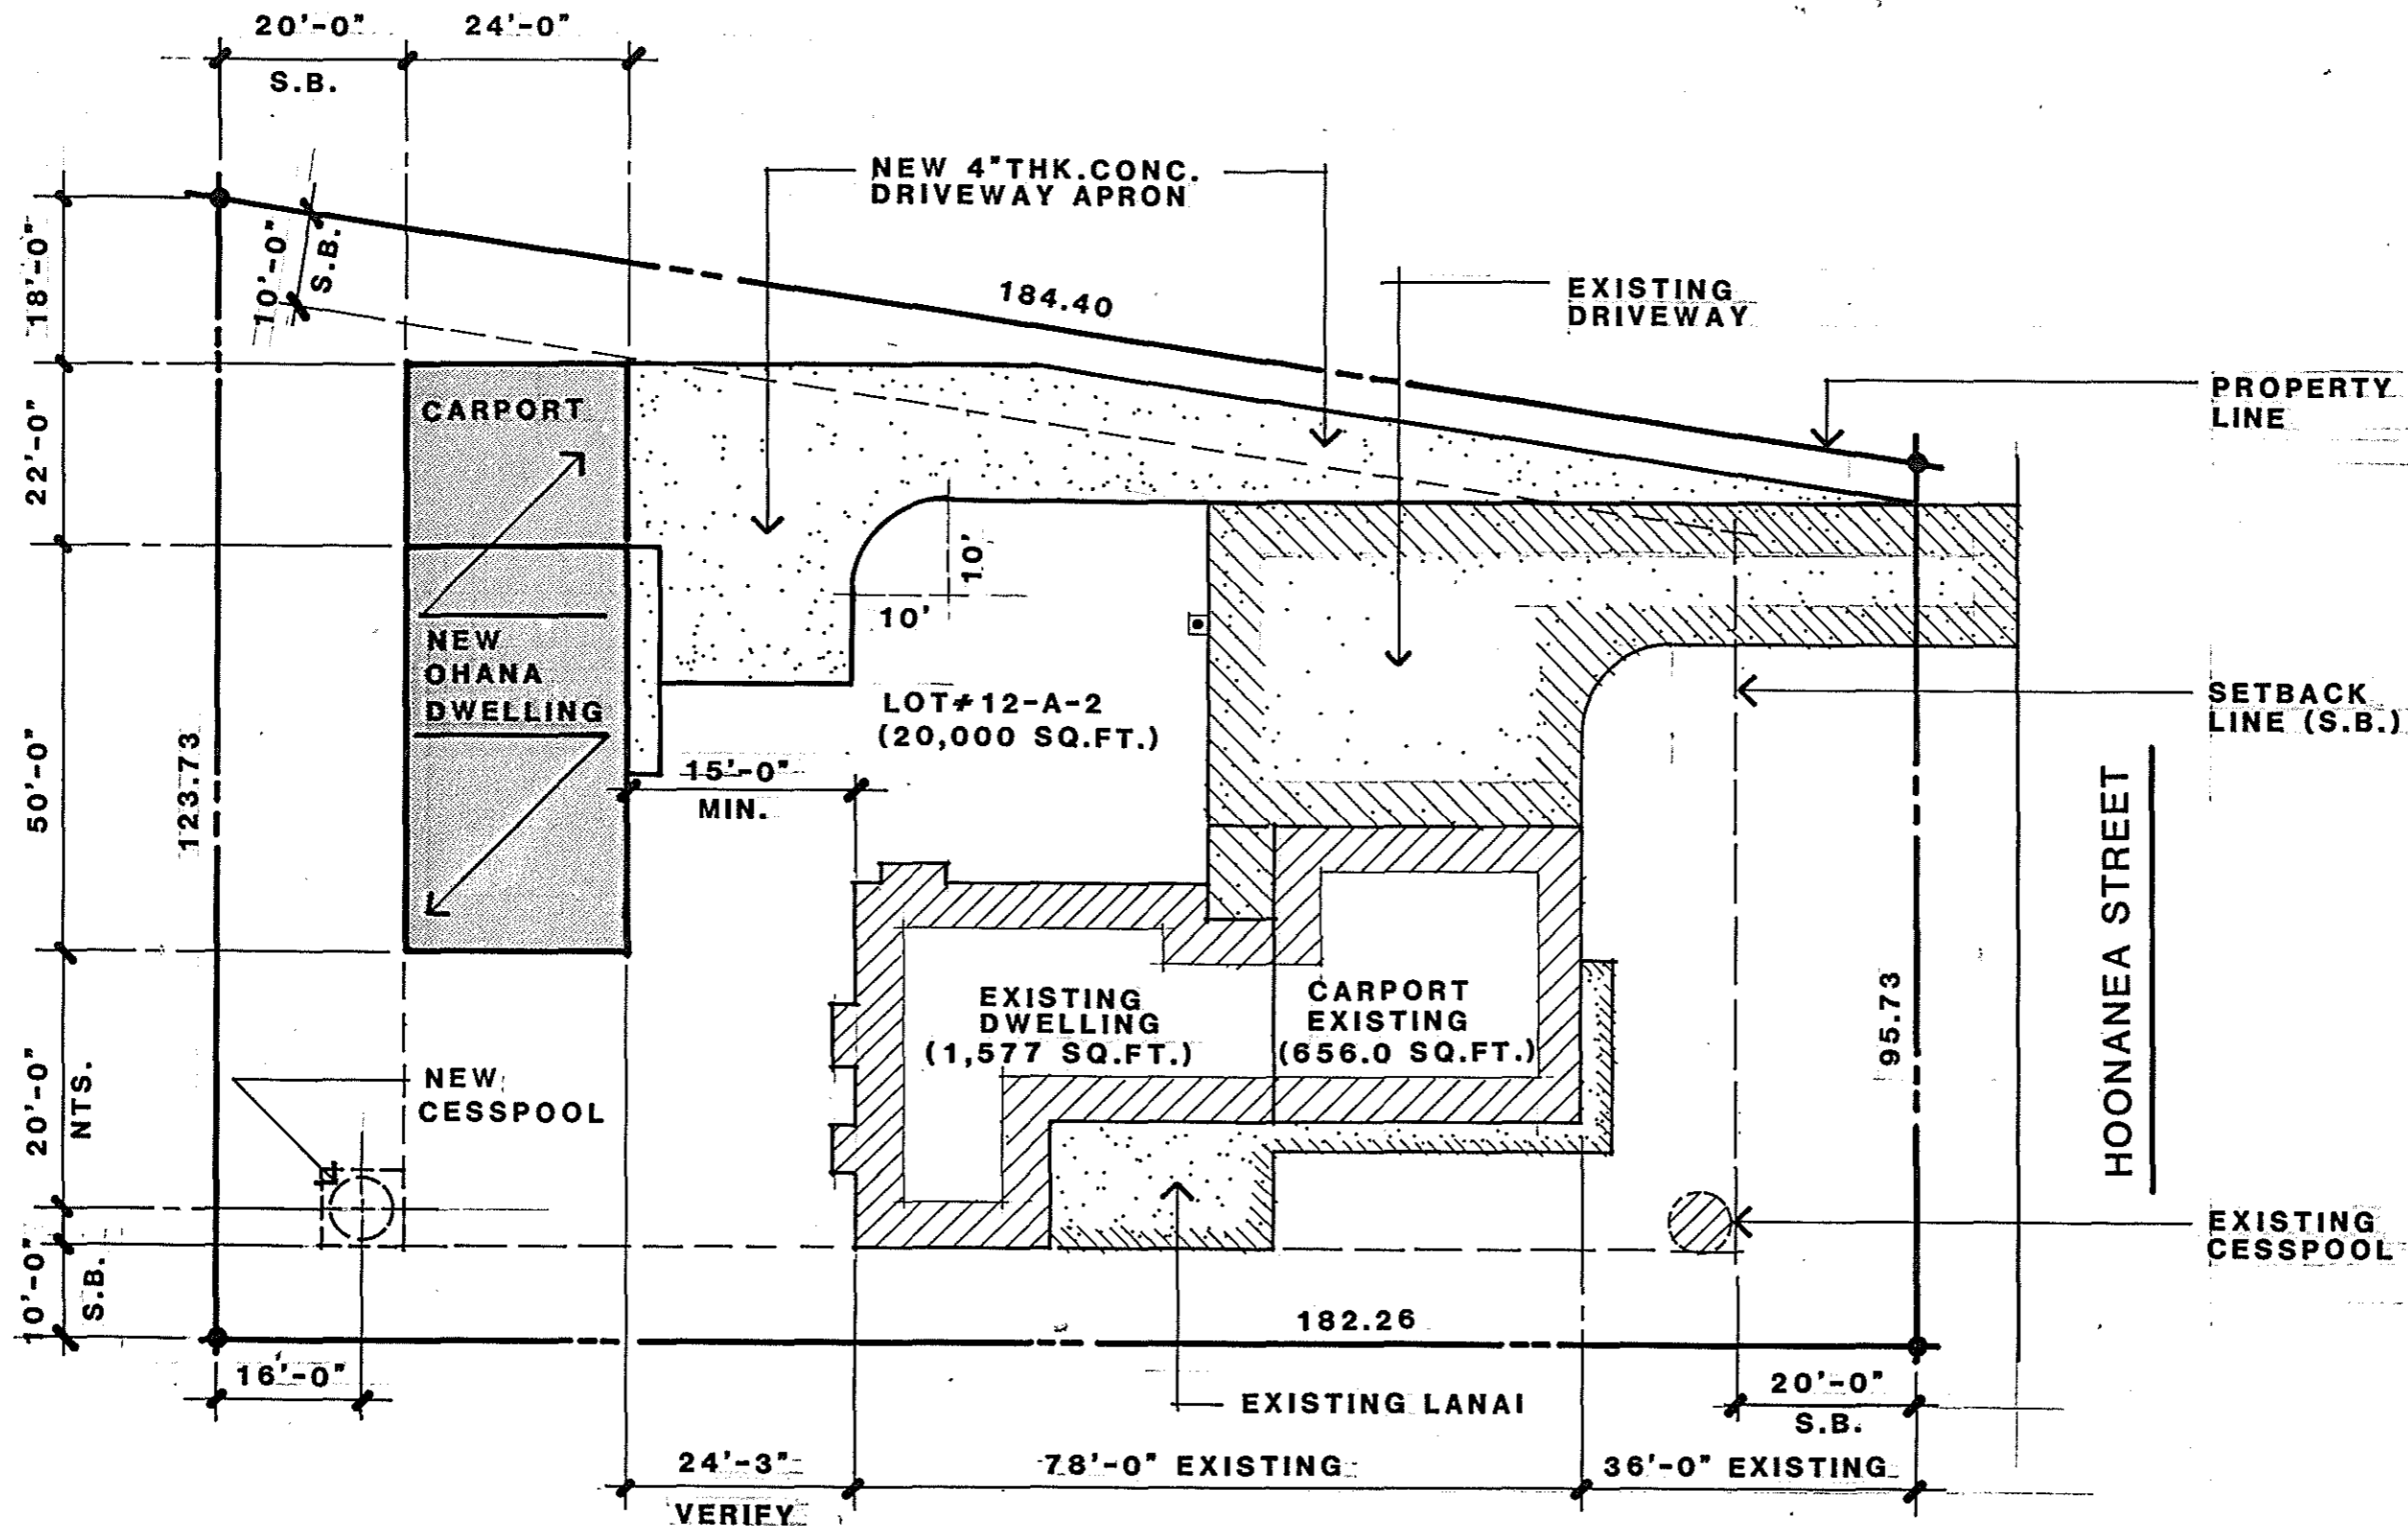 20'-0"
24'-0"
S.B.
NEW 4"THK.CONC.
DRIVEWAY APRON
10'-0"
S.B.
18'-0"
184.40
EXISTING
DRIVEWAY
PROPERTY
LINE
CARPORT
22'-0"
10'
10'
NEW
OHANA
DWELLING
LOT#12-A-2
(20,000 SQ.FT.)
SETBACK
LINE (S.B.)
50'-0"
123.73
15'-0"
MIN.
HOONANEA STREET
EXISTING
DWELLING
(1,577 SQ.FT.)
CARPORT
EXISTING
(656.0 SQ.FT.)
95.73
20'-0"
NTS.
NEW
CESSPOOL
EXISTING
CESSPOOL
10'-0"
S.B.
182.26
16'-0"
EXISTING LANAI
20'-0"
S.B.
24'-3"
VERIFY
78'-0" EXISTING
36'-0" EXISTING